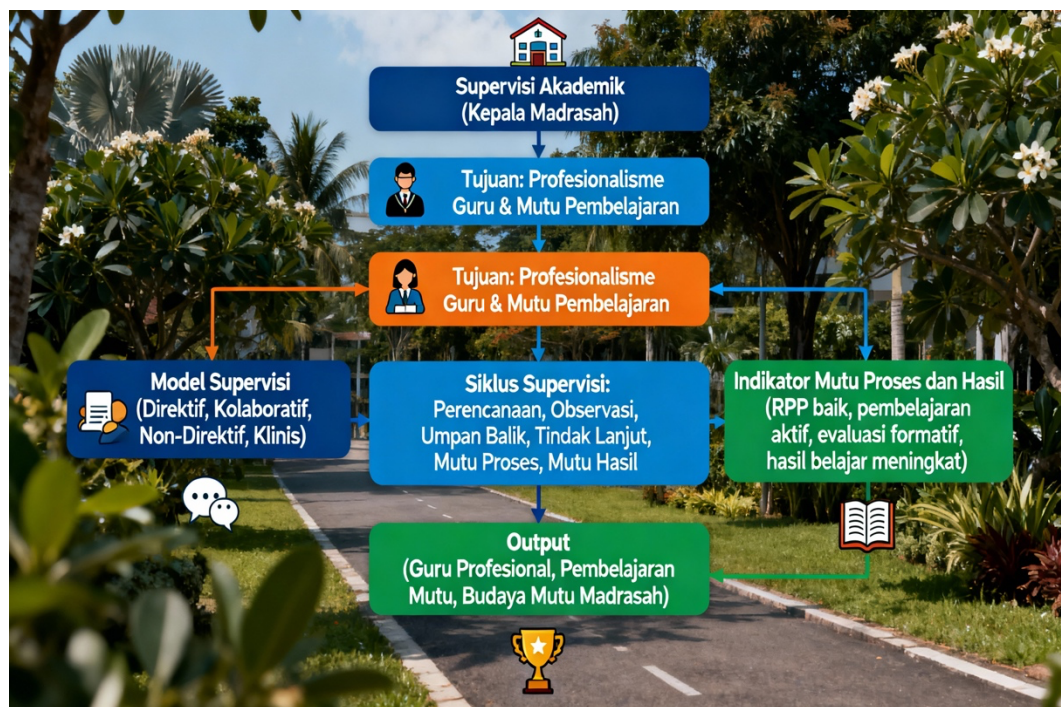 Supervisi Akademik
(Kepala Madrasah)
Tujuan: Profesionalisme
Guru & Mutu Pembelajaran
Tujuan: Profesionalisme
Guru & Mutu Pembelajaran
Model Supervisi
(Direktif, Kolaboratif,
Non-Direktif, Klinis)
Siklus Supervisi:
Perencanaan, Observasi,
Umpan Balik, Tindak Lanjut,
Mutu Proses, Mutu Hasil
Indikator Mutu Proses dan Hasil
(RPP baik, pembelajaran
aktif, evaluasi formatif,
hasil belajar meningkat)
Output
(Guru Profesional, Pembelajaran
Mutu, Budaya Mutu Madrasah)